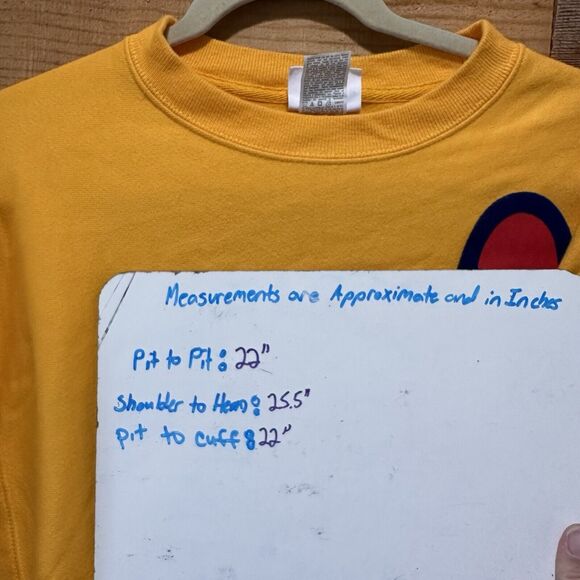 Measurements are Approximate and in Inches
Pit to Pit: 22"
Shoulder to Hem: 25.5"
Pit to cuff: 22"